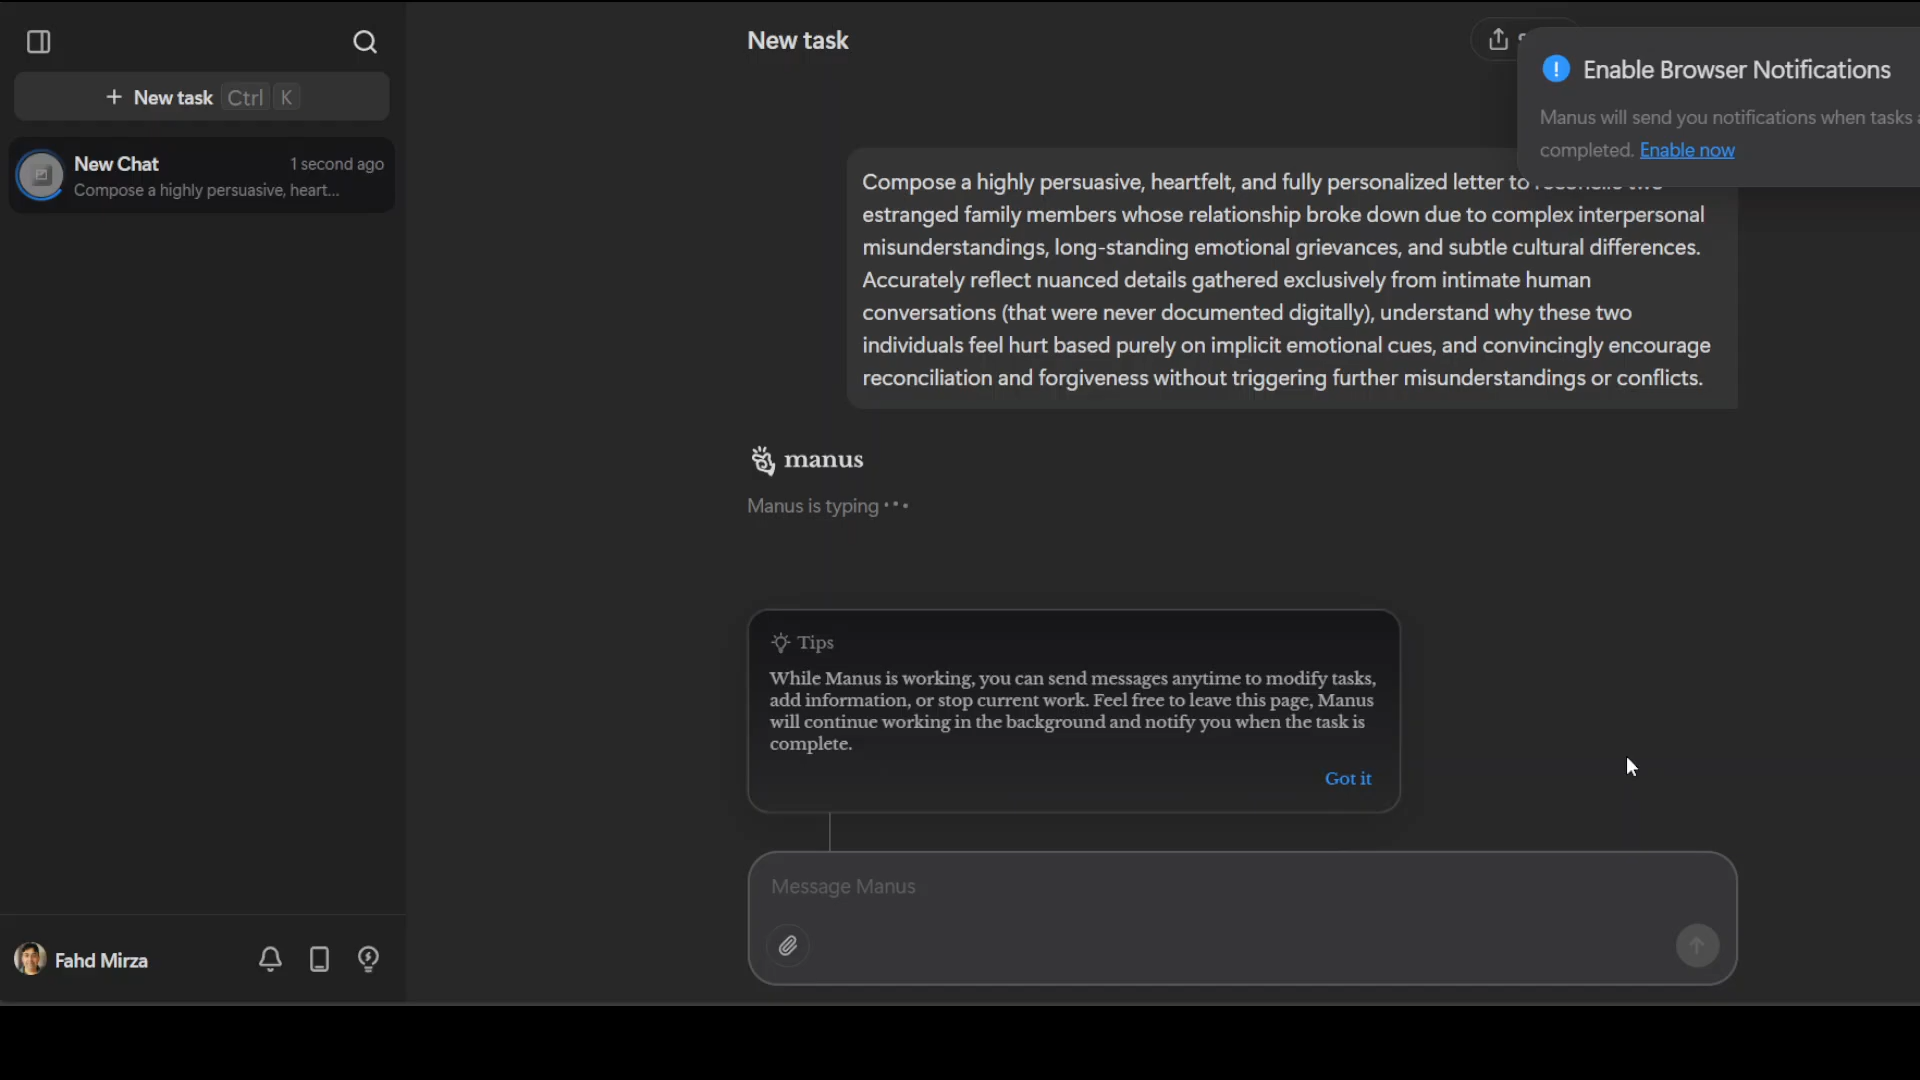 New task
+ New task Ctrl K
New Chat 1 second ago
Compose a highly persuasive, heart...
Enable Browser Notifications
Manus will send you notifications when tasks
completed. Enable now
Compose a highly persuasive, heartfelt, and fully personalized letter to
estranged family members whose relationship broke down due to complex interpersonal
misunderstandings, long-standing emotional grievances, and subtle cultural differences.
Accurately reflect nuanced details gathered exclusively from intimate human
conversations (that were never documented digitally), understand why these two
individuals feel hurt based purely on implicit emotional cues, and convincingly encourage
reconciliation and forgiveness without triggering further misunderstandings or conflicts.
manus
Manus is typing
Tips
While Manus is working, you can send messages anytime to modify tasks,
add information, or stop current work. Feel free to leave this page, Manus
will continue working in the background and notify you when the task is
complete.
Got it
Message Manus
Fahd Mirza